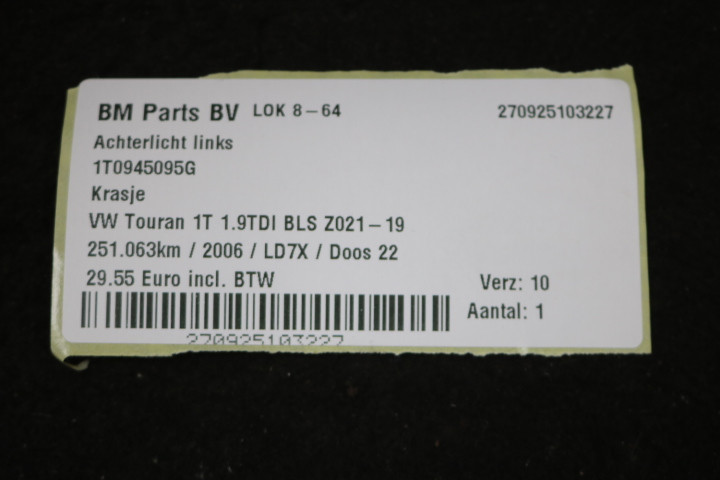 BM Parts BV LOK 8-64 270925103227
Achterlicht links
1T0945095G
Krasje
VW Touran 1T 1.9TDI BLS Z021-19
251.063km / 2006 / LD7X / Doos 22
29.55 Euro incl. BTW Verz: 10
Aantal: 1
270925103227